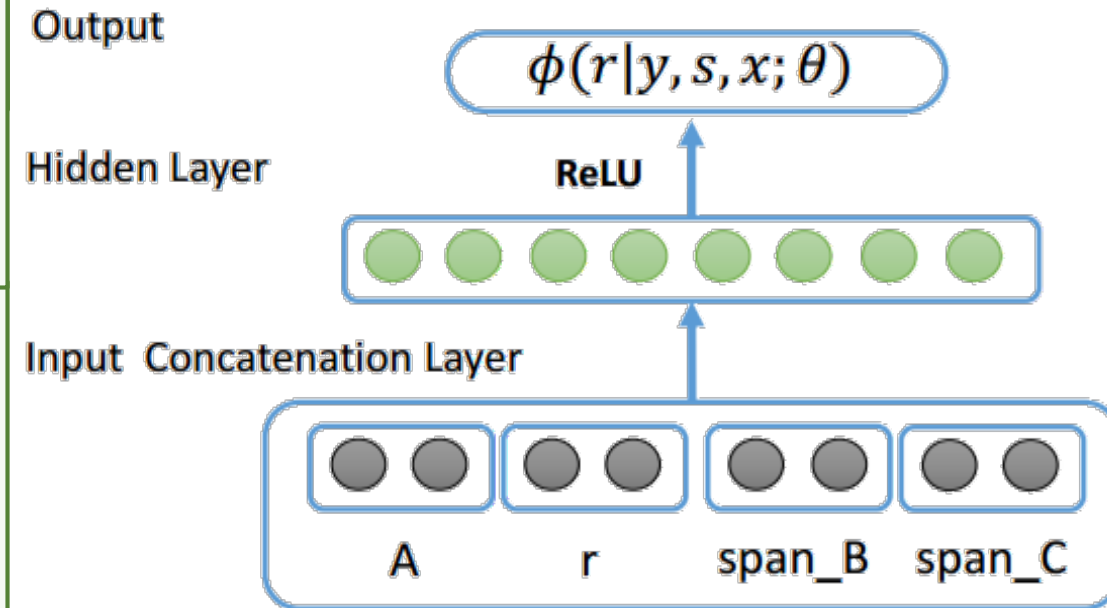 Output
ϕ(r|y, s, x; θ)
Hidden Layer
ReLU
Input Concatenation Layer
A r span_B span_C